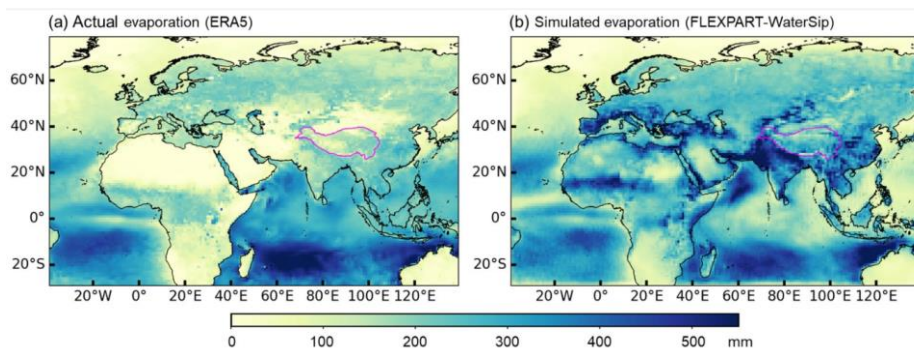 (a) Actual evaporation (ERA5)
(b) Simulated evaporation (FLEXPART-WaterSip)
60°N
40°N
20°N
0°
20°S
60°N
40°N
20°N
0°
20°S
20°W 0° 20°E 40°E 60°E 80°E 100°E 120°E
20°W 0° 20°E 40°E 60°E 80°E 100°E 120°E
0 100 200 300 400 500 mm